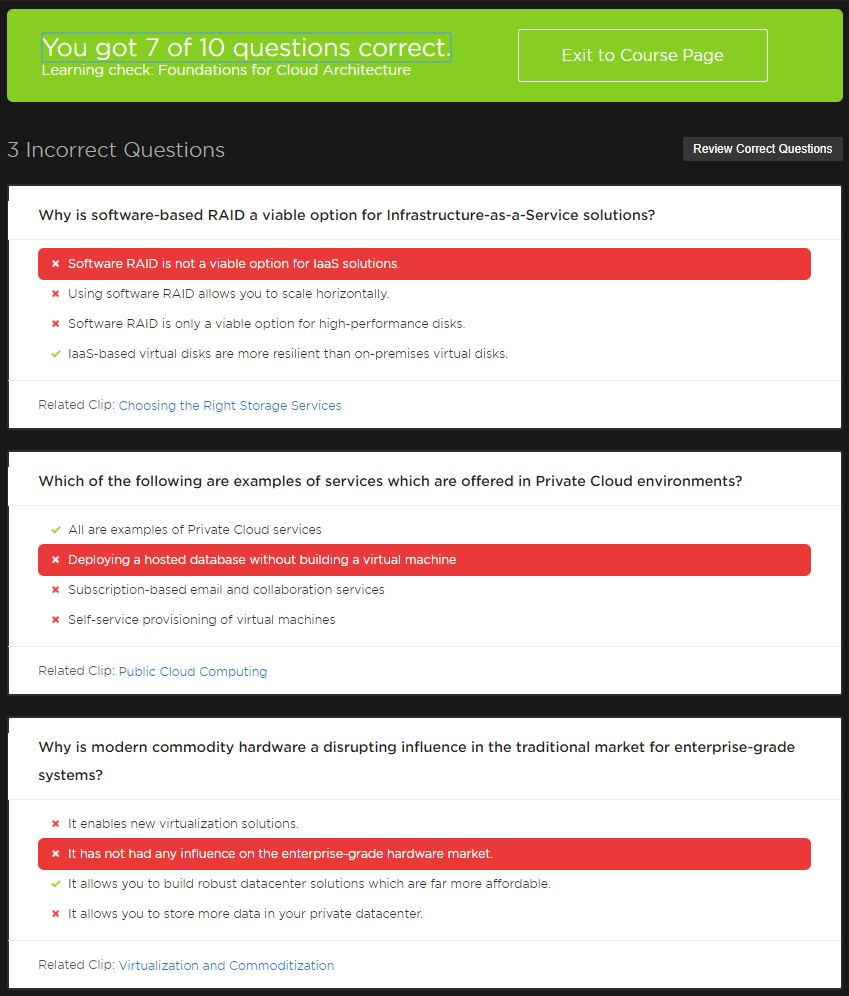 You got 7 of 10 questions correct.
Learning check: Foundations for Cloud Architecture
Exit to Course Page
3 Incorrect Questions
Review Correct Questions
Why is software-based RAID a viable option for Infrastructure-as-a-Service solutions?
Software RAID is not a viable option for IaaS solutions.
Using software RAID allows you to scale horizontally.
Software RAID is only a viable option for high-performance disks.
IaaS-based virtual disks are more resilient than on-premises virtual disks.
Related Clip: Choosing the Right Storage Services
Which of the following are examples of services which are offered in Private Cloud environments?
All are examples of Private Cloud services
Deploying a hosted database without building a virtual machine
Subscription-based email and collaboration services
Self-service provisioning of virtual machines
Related Clip: Public Cloud Computing
Why is modern commodity hardware a disrupting influence in the traditional market for enterprise-grade
systems?
It enables new virtualization solutions.
It has not had any influence on the enterprise-grade hardware market.
It allows you to build robust datacenter solutions which are far more affordable.
It allows you to store more data in your private datacenter.
Related Clip: Virtualization and Commoditization